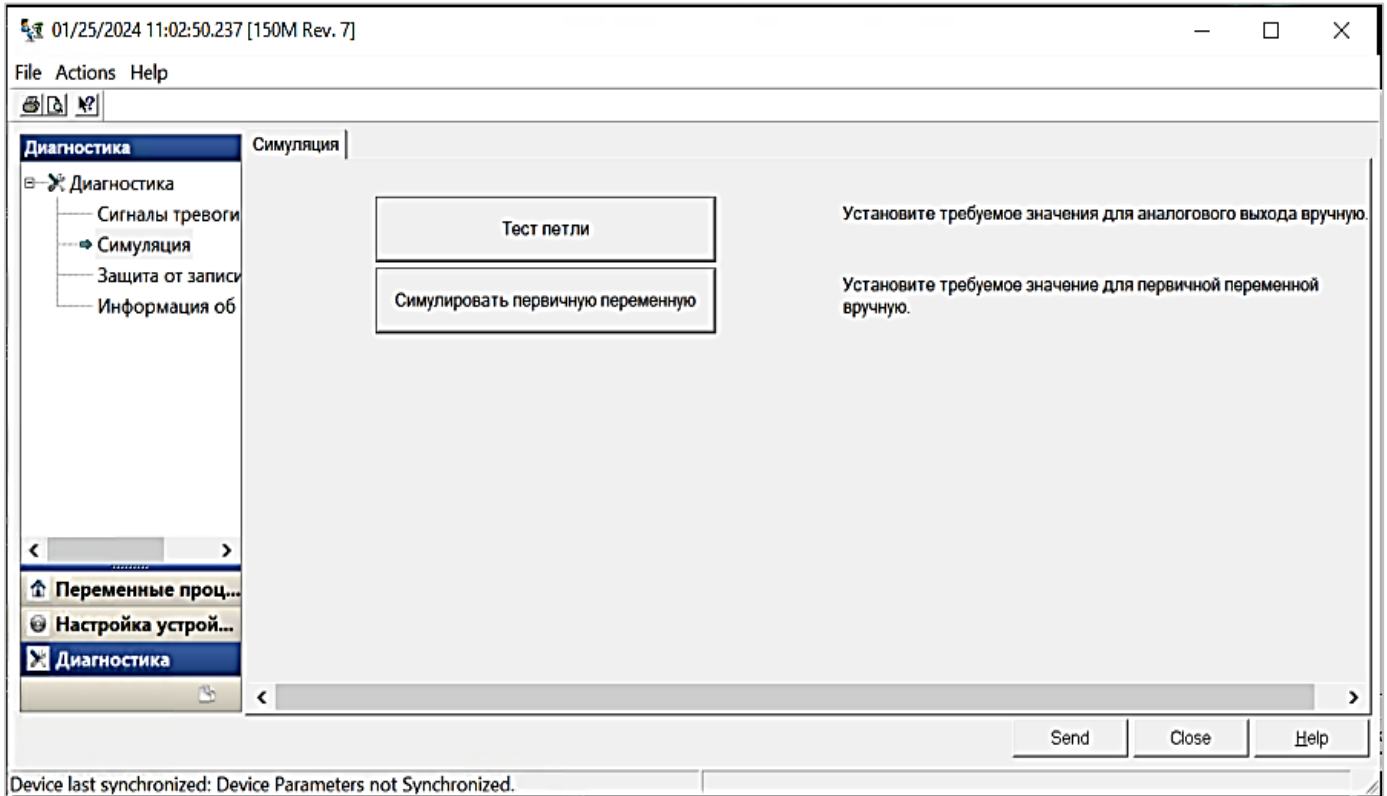 01/25/2024 11:02:50.237 [150M Rev. 7]
File Actions Help
Диагностика
Симуляция
Диагностика
Сигналы тревоги
Симуляция
Защита от записи
Информация об
Тест петли
Установите требуемое значения для аналогового выхода вручную.
Симулировать первичную переменную
Установите требуемое значение для первичной переменной
вручную.
Переменные проц...
Настройка устрой...
Диагностика
Send Close Help
Device last synchronized: Device Parameters not Synchronized.